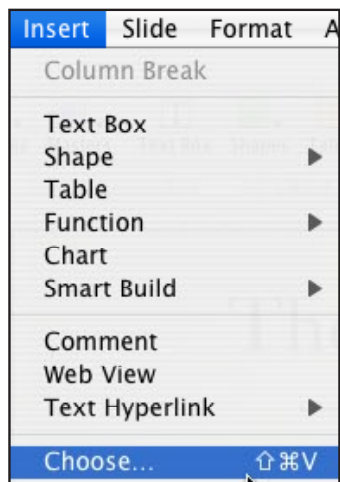 Insert Slide Format A
Column Break
Text Box
Shape
Table
Function
Chart
Smart Build
Comment
Web View
Text Hyperlink
Choose... ⇧⌘V